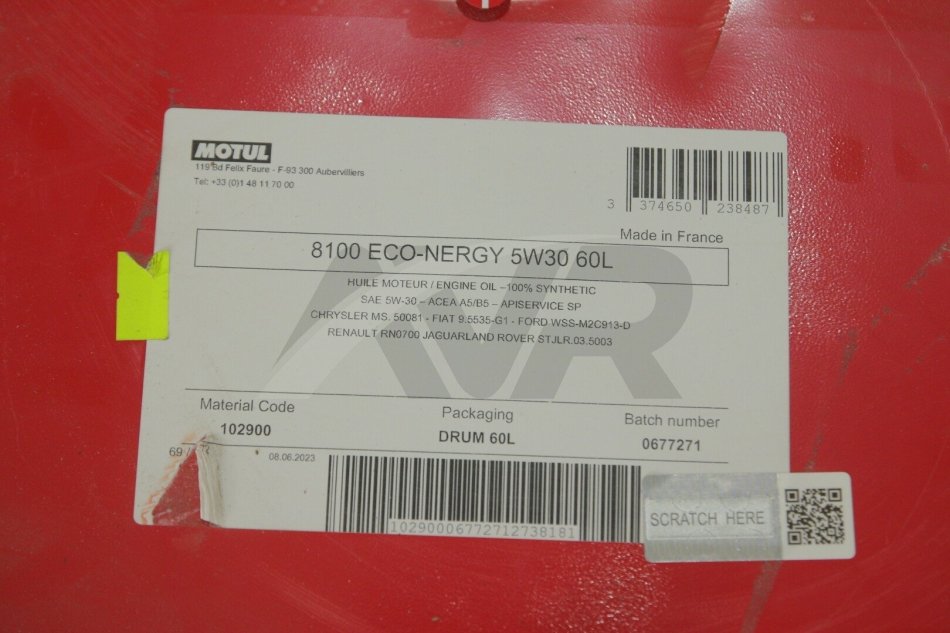 MOTUL
119 Bd Felix Faure - F-93 300 Aubervilliers
Tel: +33 (0)1 48 11 70 00
3 374650 238487
Made in France
8100 ECO-NERGY 5W30 60L
HUILE MOTEUR / ENGINE OIL –100% SYNTHETIC
SAE 5W-30 – ACEA A5/B5 – APISERVICE SP
CHRYSLER MS. 50081 - FIAT 9.5535-G1 - FORD WSS-M2C913-D
RENAULT RN0700 JAGUARLAND ROVER STJLR.03.5003
AVR
Material Code
Packaging
Batch number
102900
DRUM 60L
0677271
69 /
08.06.2023
10290006772712738181
SCRATCH HERE